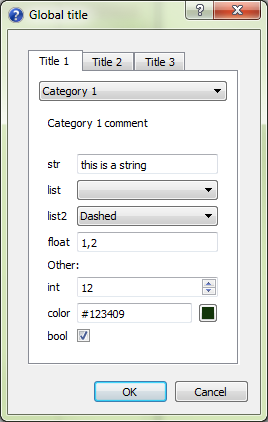 Global title
Title 1 Title 2 Title 3
Category 1
Category 1 comment
str this is a string
list
list2 Dashed
float 1,2
Other:
int 12
color #123409
bool
OK Cancel